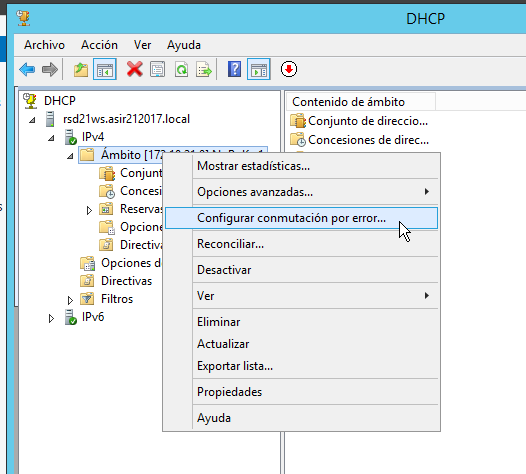 DHCP
Archivo Acción Ver Ayuda
DHCP
rsd21ws.asir212017.local
IPv4
Ámbito
Conjunt
Concesi
Reservas
Opcione
Directiva
Opciones d
Directivas
Filtros
IPv6
Contenido de ámbito
Conjunto de direccio...
Concesiones de direc...
Mostrar estadísticas...
Opciones avanzadas...
Configurar conmutación por error...
Reconciliar...
Desactivar
Ver
Eliminar
Actualizar
Exportar lista...
Propiedades
Ayuda